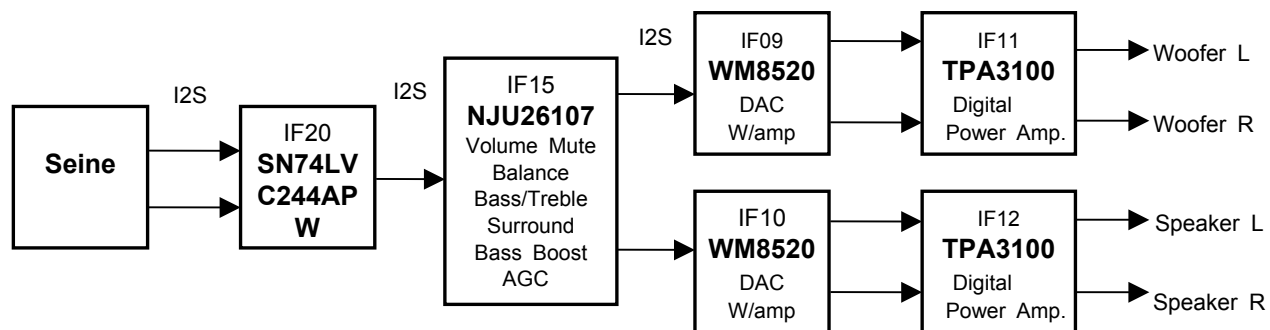 Seine
I2S
IF20
SN74LV
C244AP
W
I2S
IF15
NJU26107
Volume Mute
Balance
Bass/Treble
Surround
Bass Boost
AGC
I2S
IF09
WM8520
DAC
W/amp
IF11
TPA3100
Digital
Power Amp.
Woofer L
Woofer R
IF10
WM8520
DAC
W/amp
IF12
TPA3100
Digital
Power Amp.
Speaker L
Speaker R